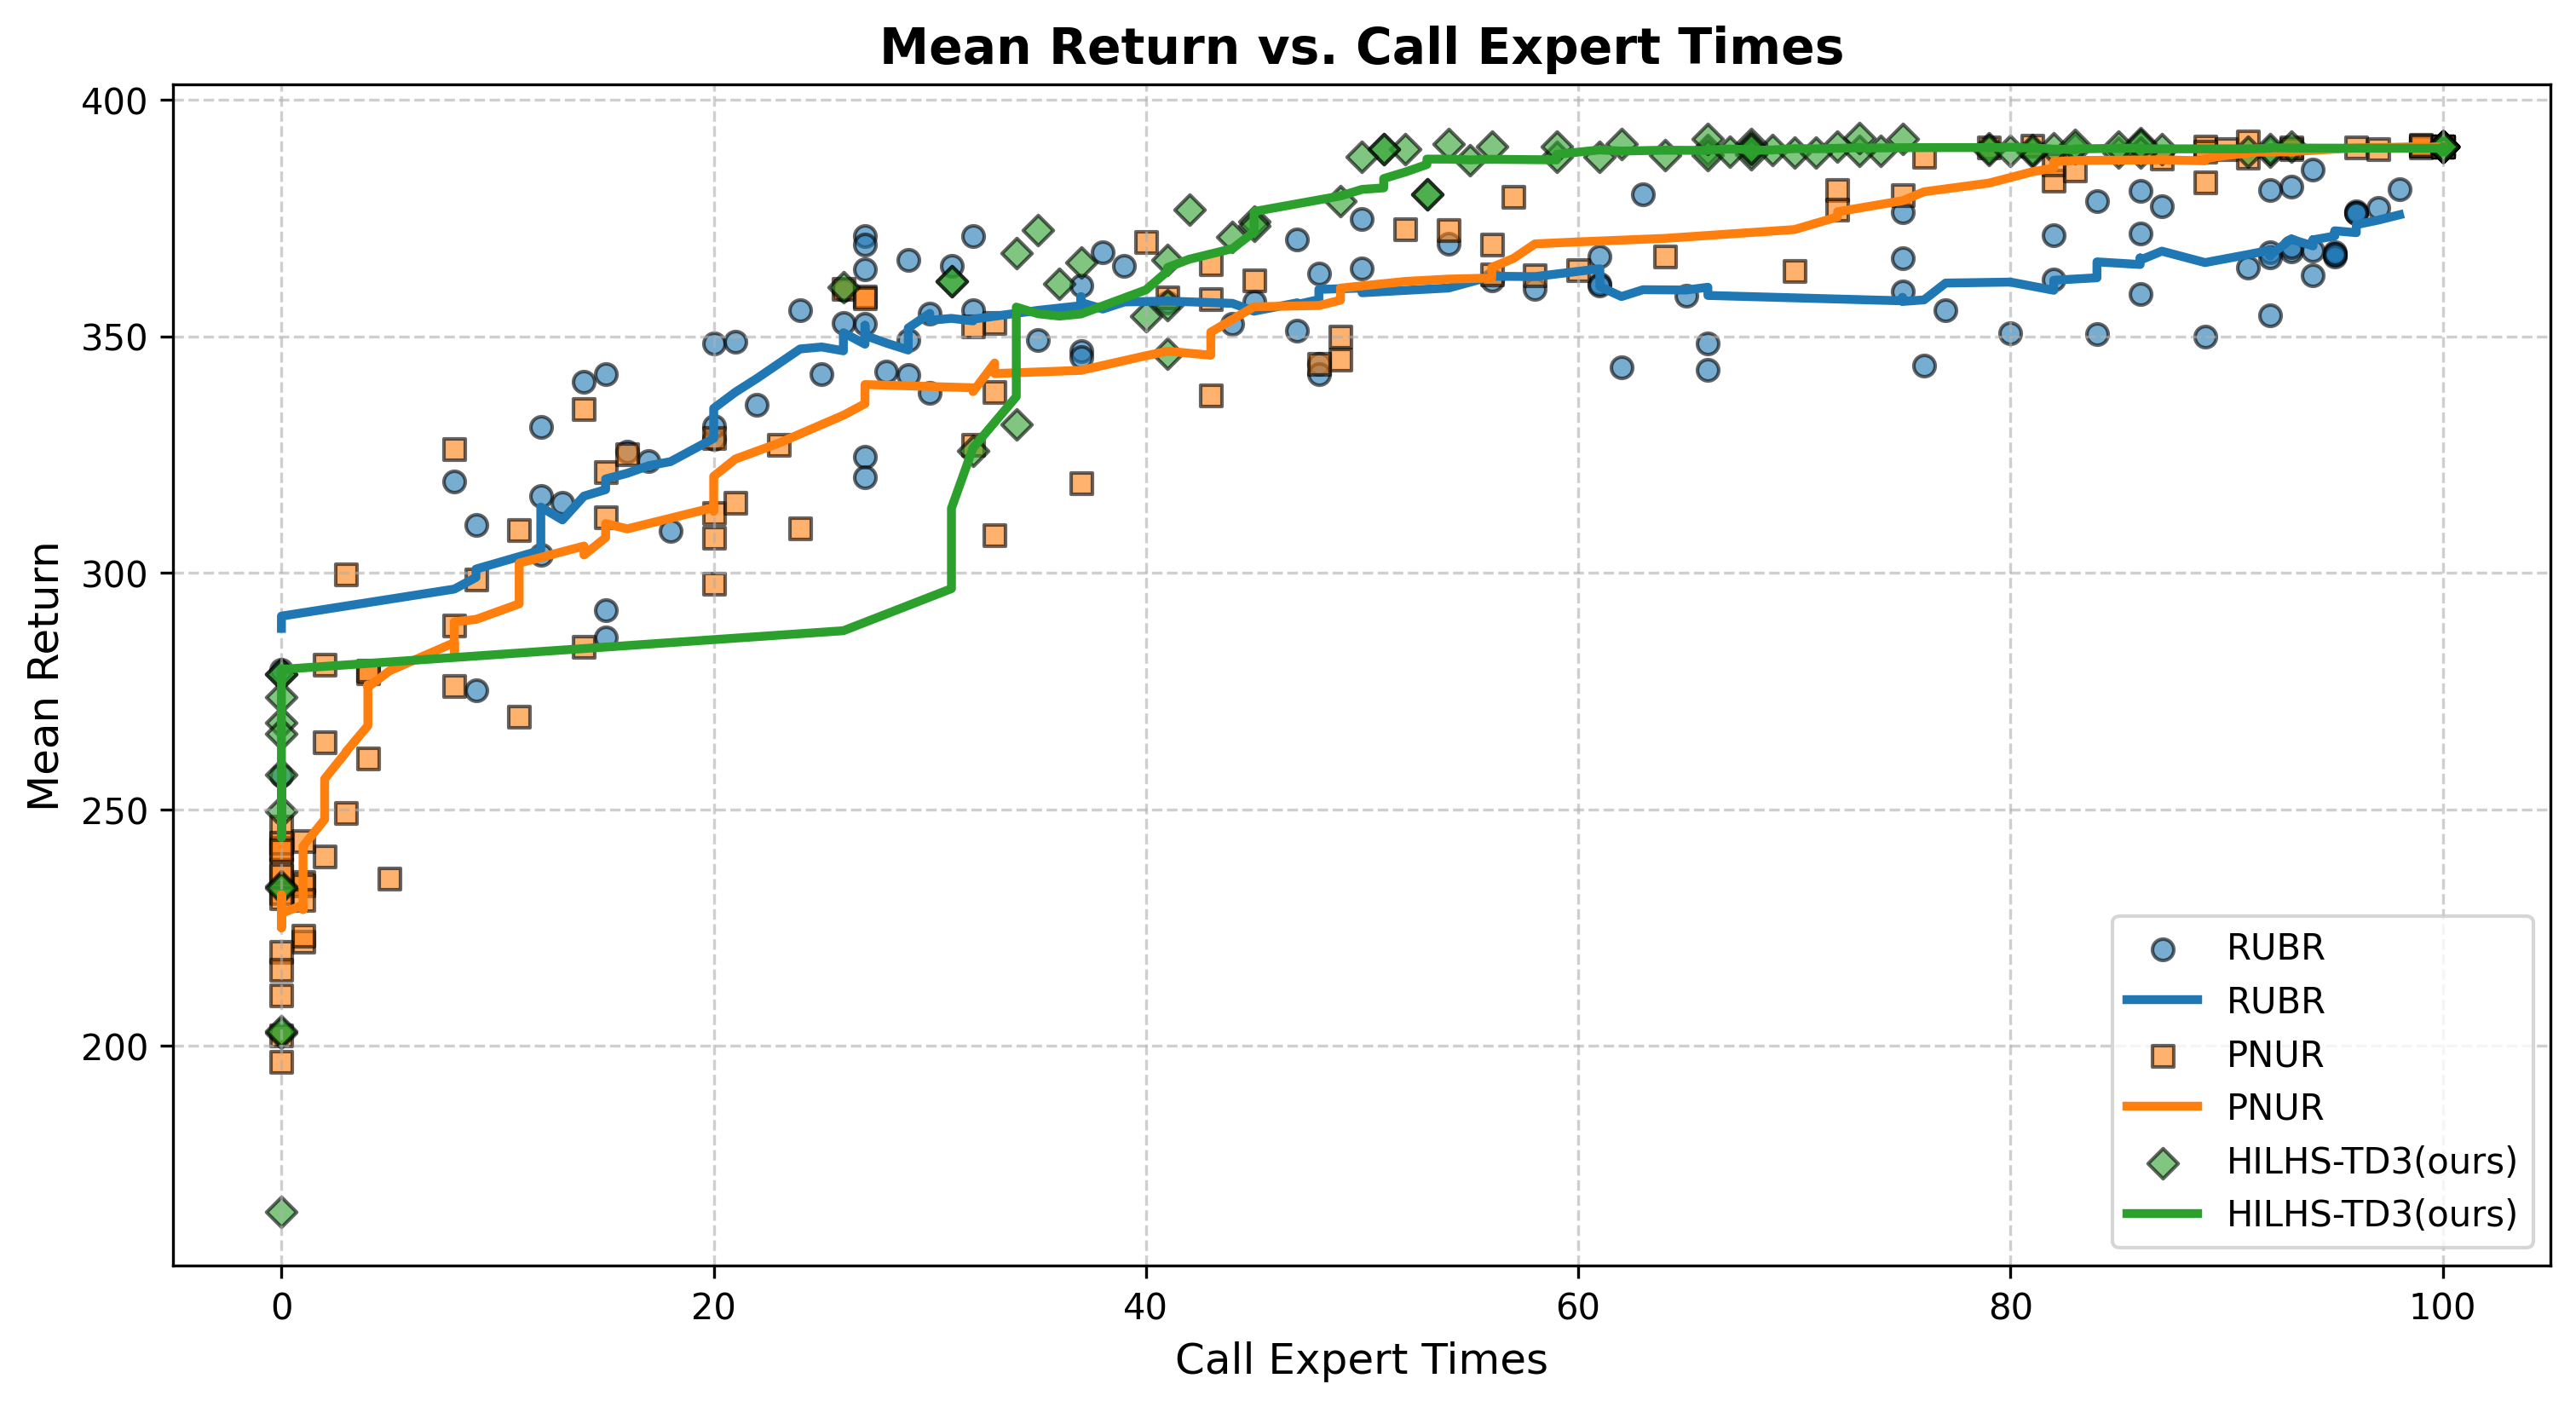 Mean Return vs. Call Expert Times
Mean Return
400
350
300
250
200
0 20 40 60 80 100
Call Expert Times
RUBR
RUBR
PNUR
PNUR
HILHS-TD3(ours)
HILHS-TD3(ours)